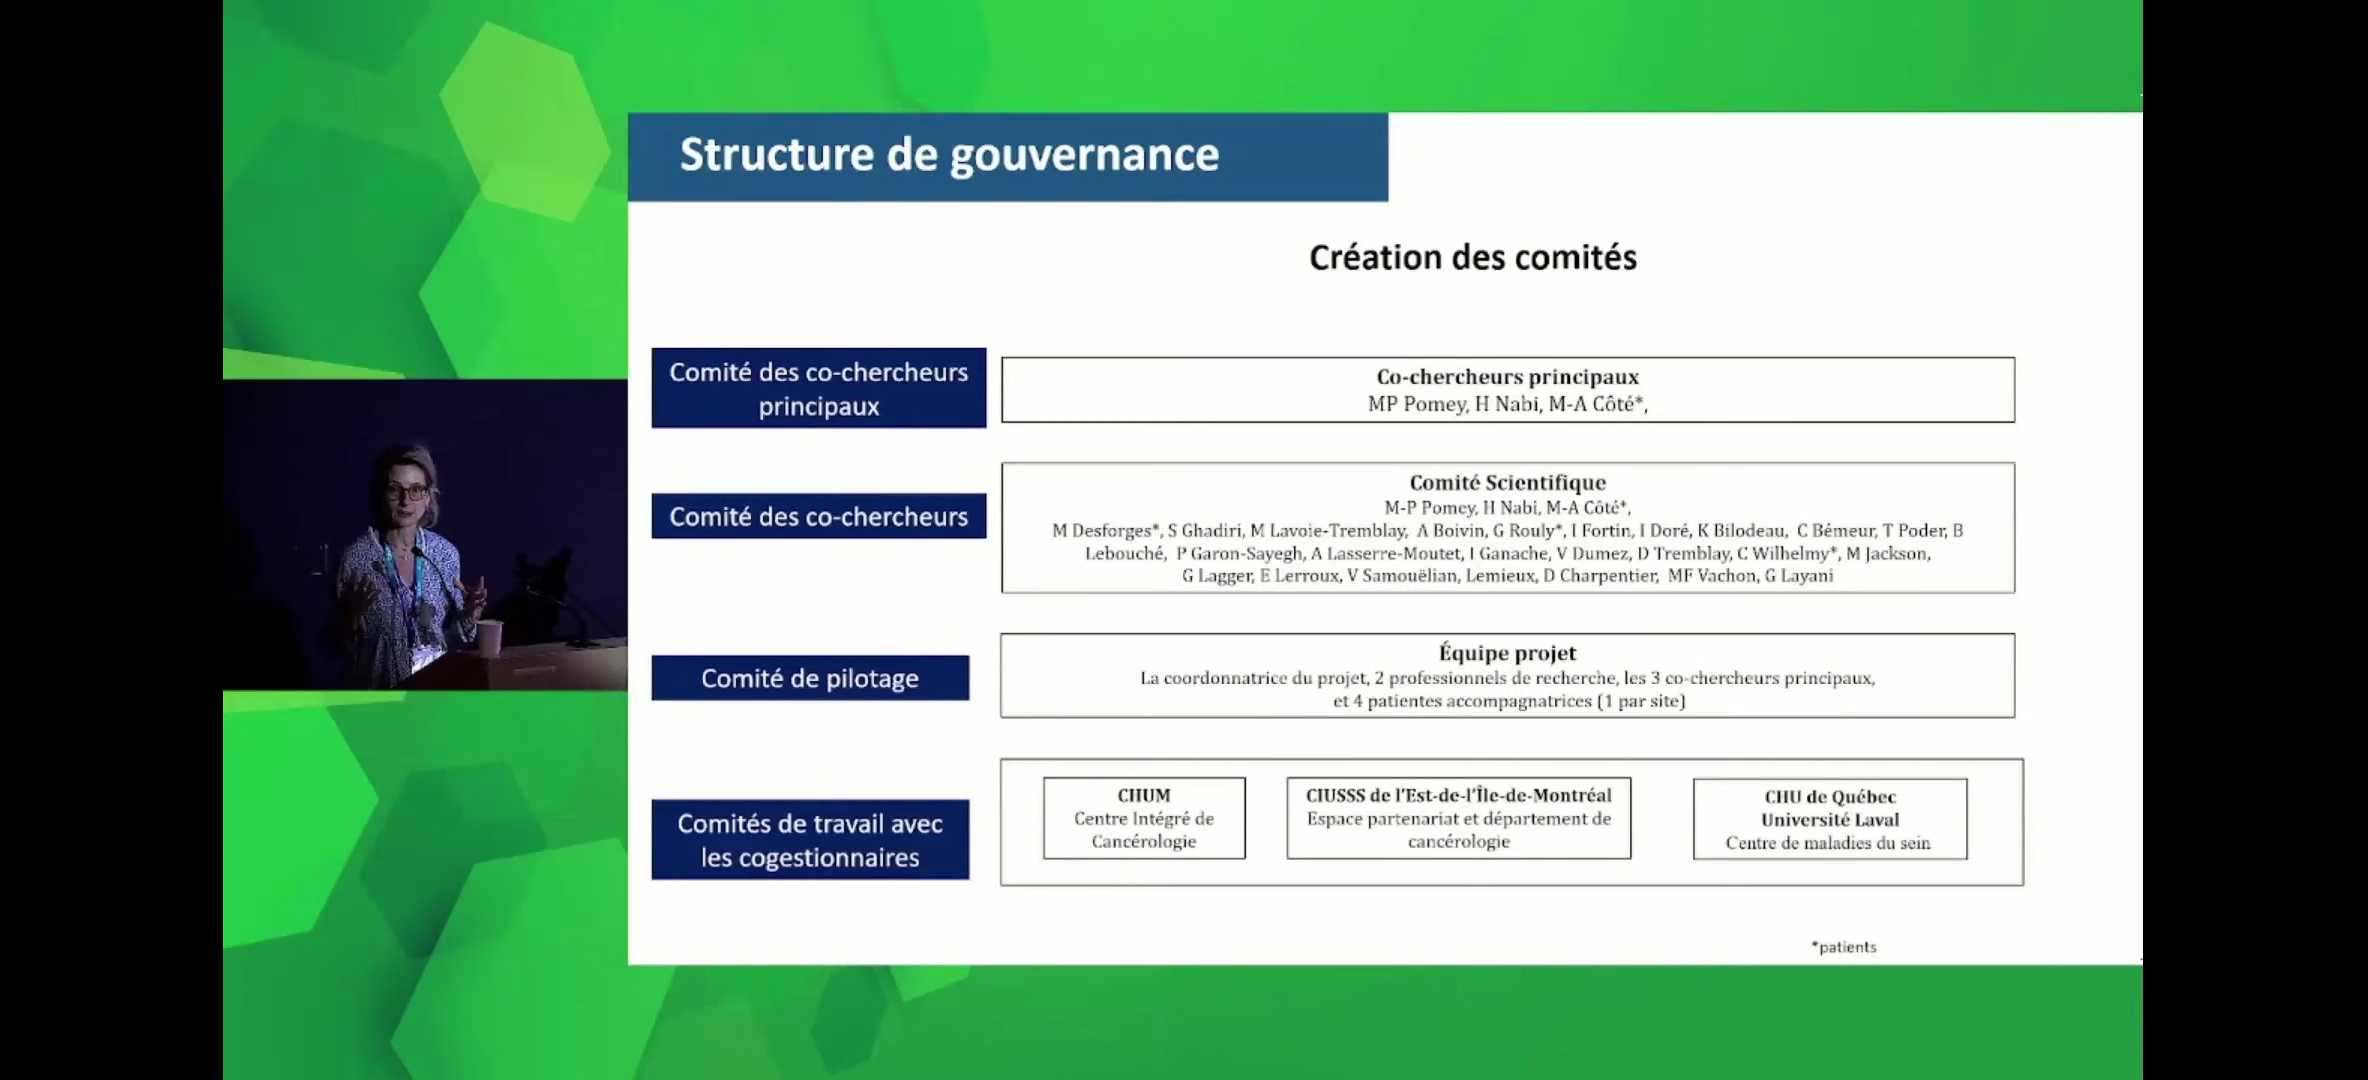 Structure de gouvernance
Création des comités
Comité des co-chercheurs
principaux
Co-chercheurs principaux
MP Pomey, H Nabi, M-A Côté*,
Comité des co-chercheurs
Comité Scientifique
M-P Pomey, H Nabi, M-A Côté*,
M Desforges*, S Ghadiri, M Lavoie-Tremblay, A Boivin, G Rouly*, I Fortin, I Doré, K Bilodeau, C Bémeur, T Poder, B
Lebouché, P Garon-Sayegh, A Lasserre-Moutet, I Ganache, V Dumez, D Tremblay, C Wilhelmy*, M Jackson,
G Lagger, E Lerroux, V Samouëlian, Lemieux, D Charpentier, MF Vachon, G Layani
Comité de pilotage
Équipe projet
La coordonnatrice du projet, 2 professionnels de recherche, les 3 co-chercheurs principaux,
et 4 patientes accompagnatrices (1 par site)
Comités de travail avec
les cogestionnaires
CHUM
Centre Intégré de
Cancérologie
CIUSSS de l'Est-de-l'Île-de-Montréal
Espace partenariat et département de
cancérologie
CHU de Québec
Université Laval
Centre de maladies du sein
*patients